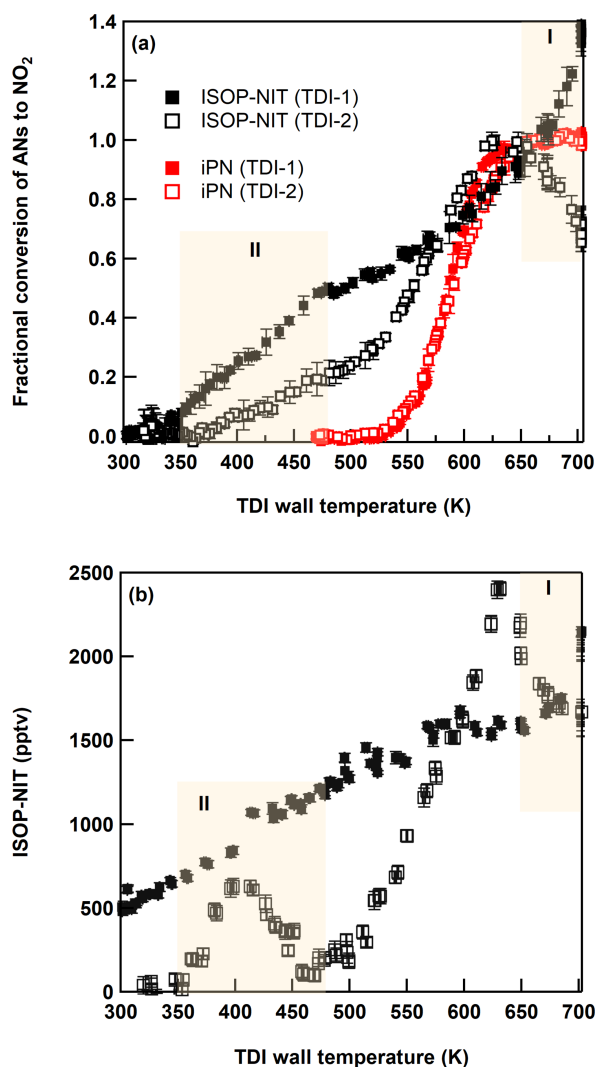 (a)
I
ISOP-NIT (TDI-1)
ISOP-NIT (TDI-2)
iPN (TDI-1)
iPN (TDI-2)
II
Fractional conversion of ANs to NO₂
1.4
1.2
1.0
0.8
0.6
0.4
0.2
0.0
300 350 400 450 500 550 600 650 700
TDI wall temperature (K)
(b)
I
II
ISOP-NIT (pptv)
2500
2000
1500
1000
500
0
300 350 400 450 500 550 600 650 700
TDI wall temperature (K)